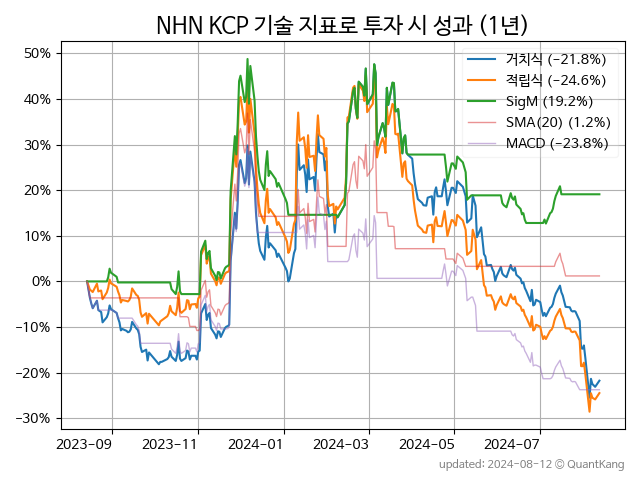 NHN KCP 기술 지표로 투자 시 성과 (1년)
거치식 (−21.8%)
적립식 (−24.6%)
SigM (19.2%)
SMA(20) (1.2%)
MACD (−23.8%)
50%
40%
30%
20%
10%
0%
−10%
−20%
−30%
2023-09 2023-11 2024-01 2024-03 2024-05 2024-07
updated: 2024-08-12 © QuantKang